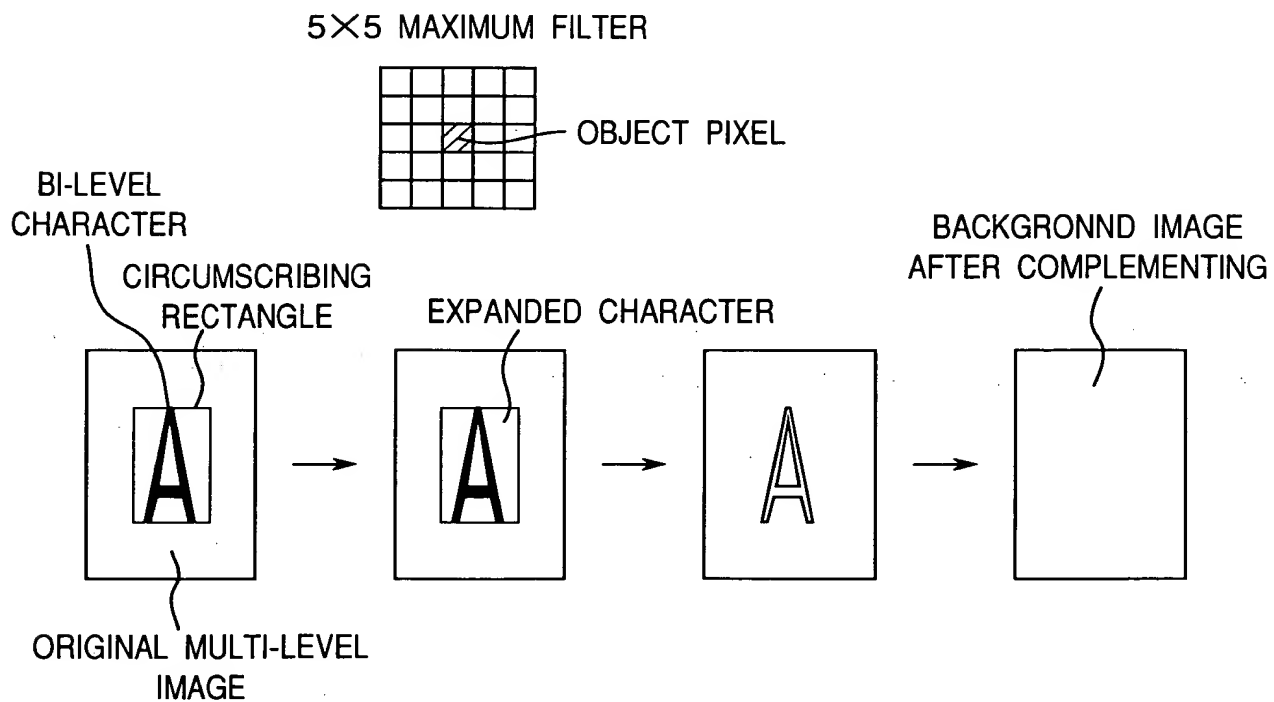 5×5 MAXIMUM FILTER
OBJECT PIXEL
BI-LEVEL
CHARACTER
CIRCUMSCRIBING
RECTANGLE
EXPANDED CHARACTER
BACKGRONND IMAGE
AFTER COMPLEMENTING
A
A
A
ORIGINAL MULTI-LEVEL
IMAGE